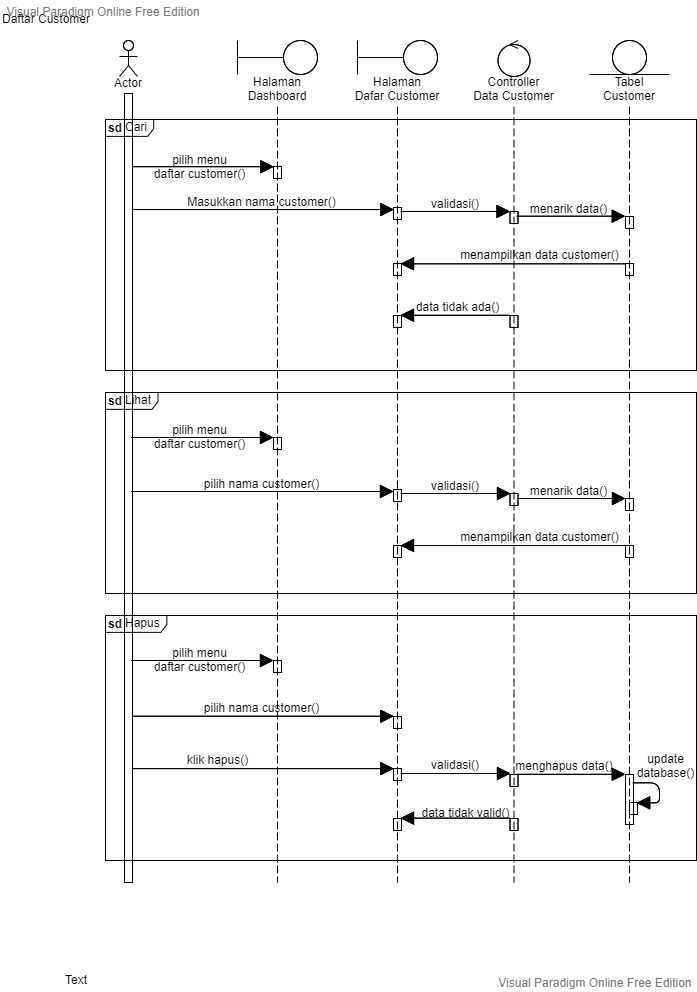 Visual Paradigm Online Free Edition
Daftar Customer
Actor
Halaman
Dashboard
Halaman
Dafar Customer
Controller
Data Customer
Tabel
Customer
sd Cari
pilih menu
daftar customer()
Masukkan nama customer()
validasi()
menarik data()
menampilkan data customer()
data tidak ada()
sd Lihat
pilih menu
daftar customer()
pilih nama customer()
validasi()
menarik data()
menampilkan data customer()
sd Hapus
pilih menu
daftar customer()
pilih nama customer()
klik hapus()
validasi()
menghapus data()
update
database()
data tidak valid()
Text
Visual Paradigm Online Free Edition